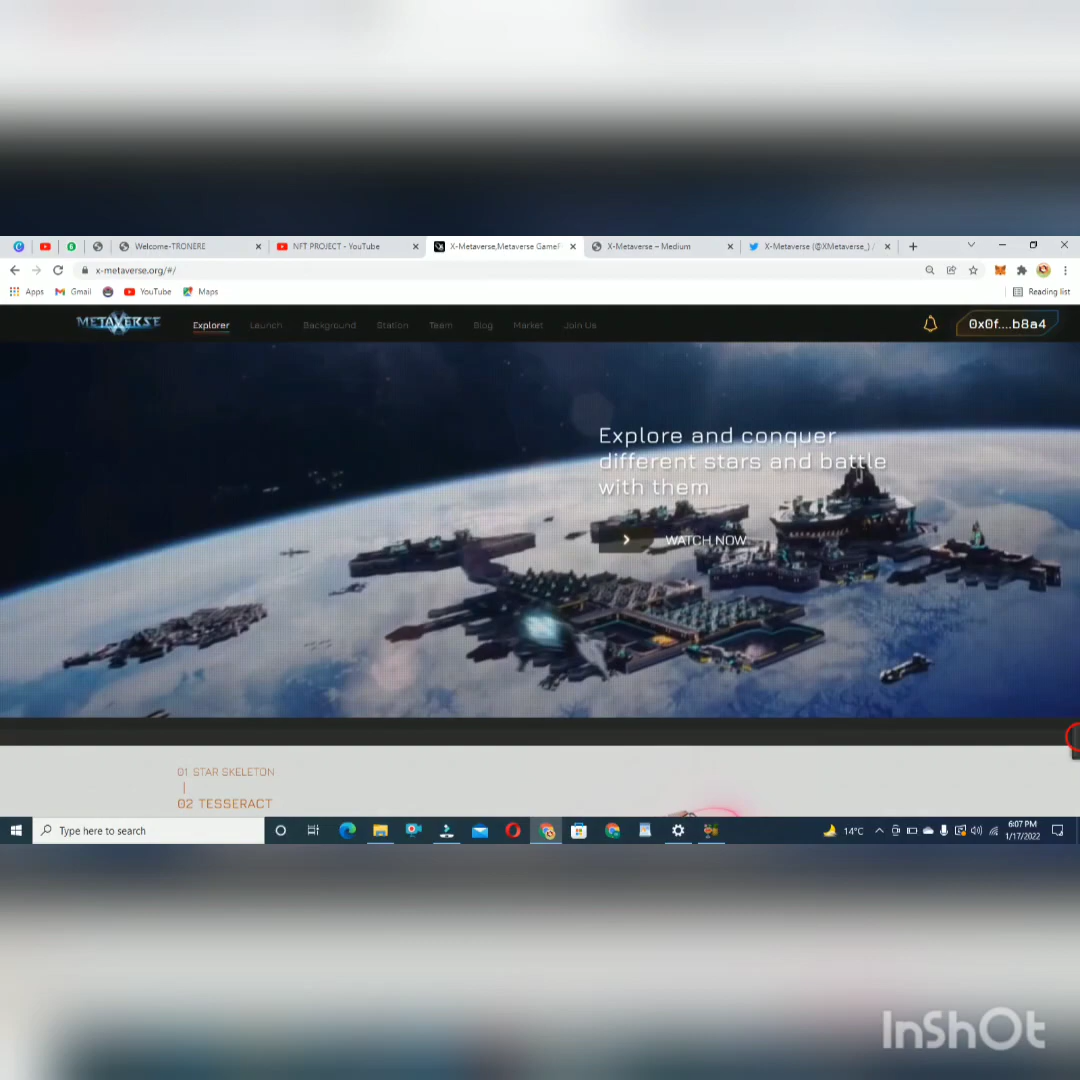 Welcome-TRONERE
NFT PROJECT - YouTube
X-Metaverse,Metaverse GameF
X-Metaverse – Medium
X-Metaverse (@XMetaverse_) /
x-metaverse.org/#/
Apps
Gmail
YouTube
Maps
Reading list
METAVERSE
Explorer
Launch
Background
Station
Team
Blog
Market
Join Us
0x0f....b8a4
Explore and conquer
different stars and battle
with them
WATCH NOW
01 STAR SKELETON
02 TESSERACT
Type here to search
14°C
6:07 PM
1/17/2022
InShOt